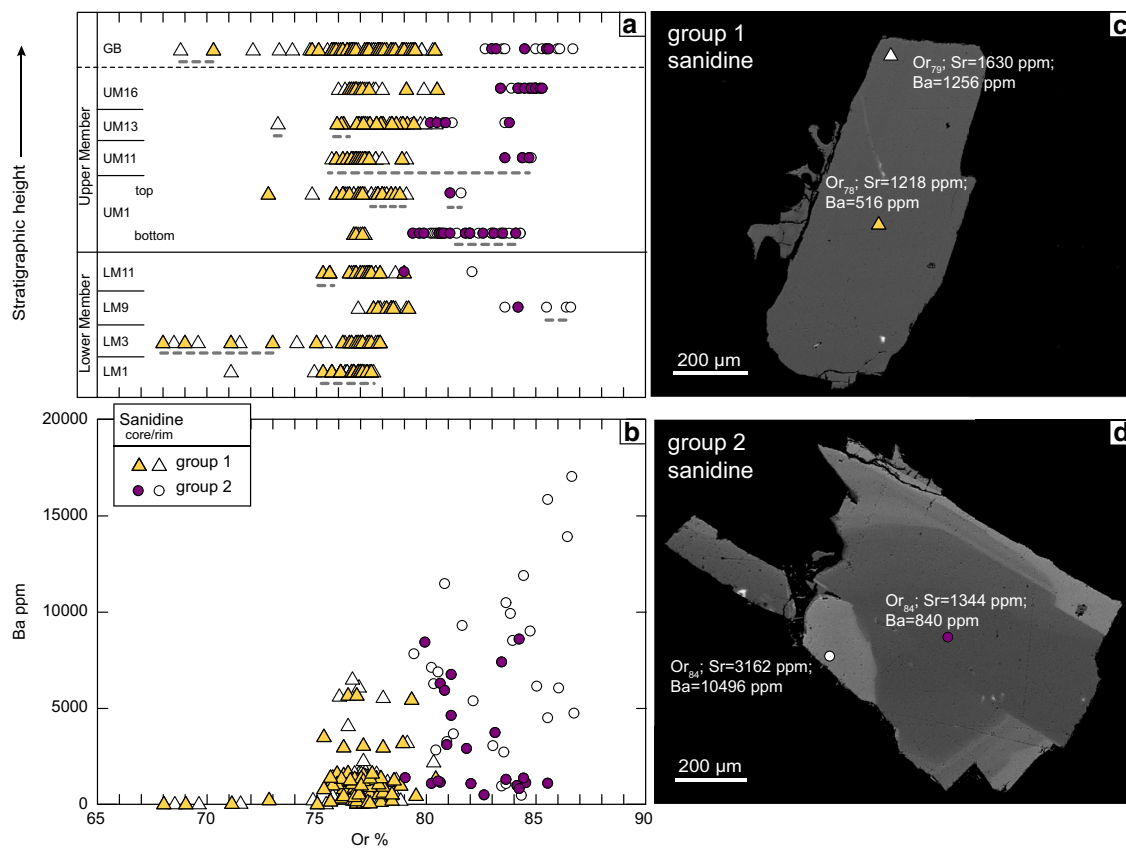 a
Stratigraphic height
Upper Member
Lower Member
GB
UM16
UM13
UM11
top
UM1
bottom
LM11
LM9
LM3
LM1
b
Sanidine
core/rim
group 1
group 2
20000
15000
10000
5000
0
Ba ppm
65 70 75 80 85 90
Or %
c
group 1
sanidine
Or₇₉; Sr=1630 ppm;
Ba=1256 ppm
Or₇₈; Sr=1218 ppm;
Ba=516 ppm
200 µm
d
group 2
sanidine
Or₈₄; Sr=1344 ppm;
Ba=840 ppm
Or₈₄; Sr=3162 ppm;
Ba=10496 ppm
200 µm